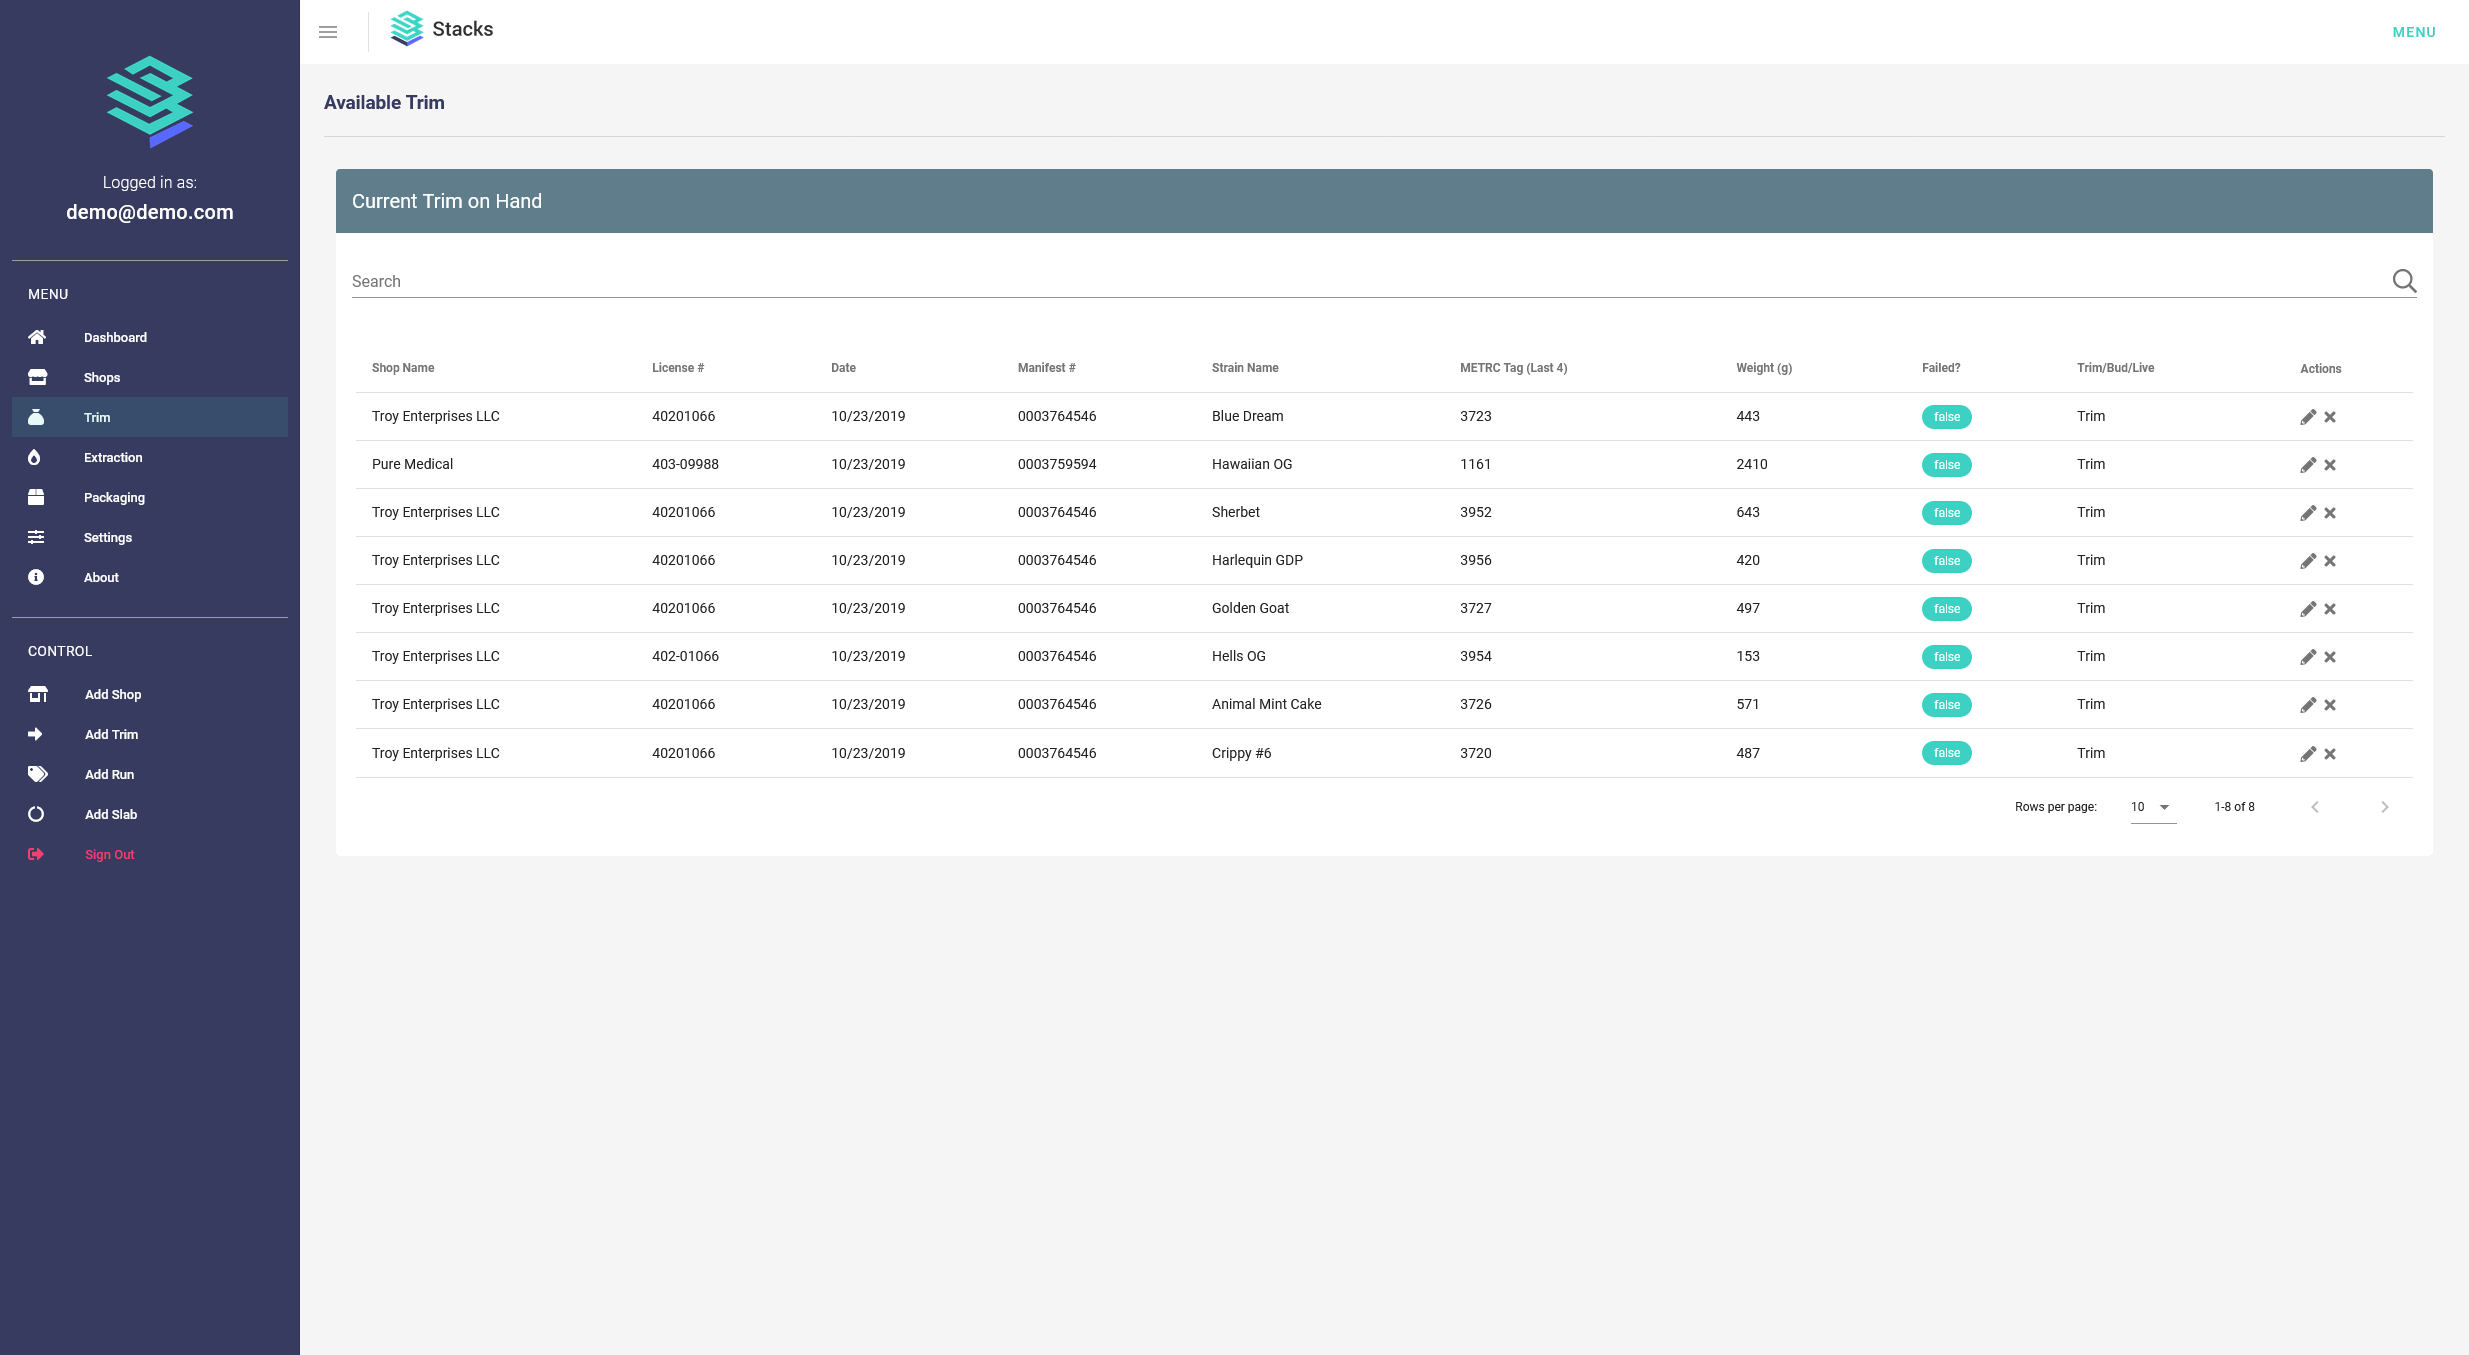 Logged in as:
demo@demo.com
MENU
Dashboard
Shops
Trim
Extraction
Packaging
Settings
About
CONTROL
Add Shop
Add Trim
Add Run
Add Slab
Sign Out
Stacks
MENU
Available Trim
Current Trim on Hand
Search
Shop Name License # Date Manifest # Strain Name METRC Tag (Last 4) Weight (g) Failed? Trim/Bud/Live Actions
Troy Enterprises LLC 40201066 10/23/2019 0003764546 Blue Dream 3723 443 false Trim
Pure Medical 403-09988 10/23/2019 0003759594 Hawaiian OG 1161 2410 false Trim
Troy Enterprises LLC 40201066 10/23/2019 0003764546 Sherbet 3952 643 false Trim
Troy Enterprises LLC 40201066 10/23/2019 0003764546 Harlequin GDP 3956 420 false Trim
Troy Enterprises LLC 40201066 10/23/2019 0003764546 Golden Goat 3727 497 false Trim
Troy Enterprises LLC 402-01066 10/23/2019 0003764546 Hells OG 3954 153 false Trim
Troy Enterprises LLC 40201066 10/23/2019 0003764546 Animal Mint Cake 3726 571 false Trim
Troy Enterprises LLC 40201066 10/23/2019 0003764546 Crippy #6 3720 487 false Trim
Rows per page: 10 1-8 of 8